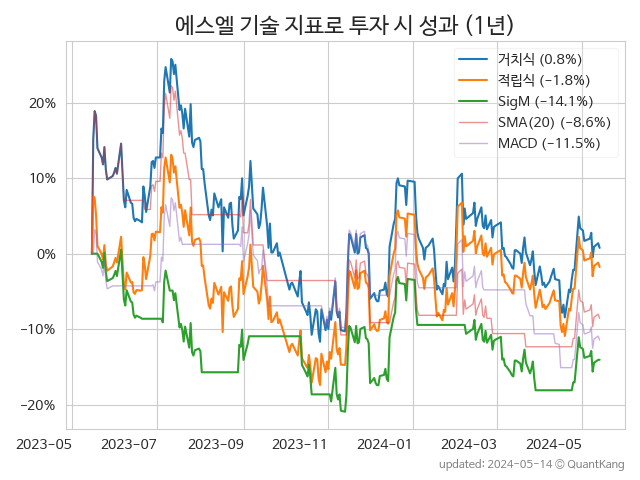 에스엘 기술 지표로 투자 시 성과 (1년)
거치식 (0.8%)
적립식 (−1.8%)
SigM (−14.1%)
SMA(20) (−8.6%)
MACD (−11.5%)
20%
10%
0%
−10%
−20%
2023-05 2023-07 2023-09 2023-11 2024-01 2024-03 2024-05
updated: 2024-05-14 © QuantKang